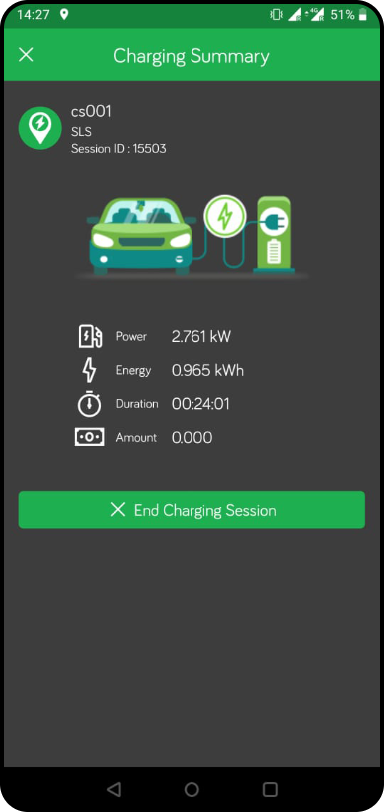 14:27 4G 51%
Charging Summary
cs001
SLS
Session ID : 15503
Power 2.761 kW
Energy 0.965 kWh
Duration 00:24:01
Amount 0.000
End Charging Session